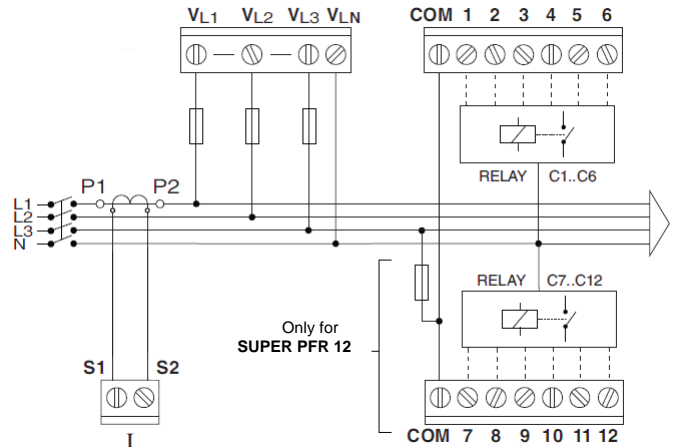 VL1 VL2 VL3 VLN
COM 1 2 3 4 5 6
RELAY C1..C6
P1 P2
L1
L2
L3
N
RELAY C7..C12
Only for
SUPER PFR 12
S1 S2
I
COM 7 8 9 10 11 12